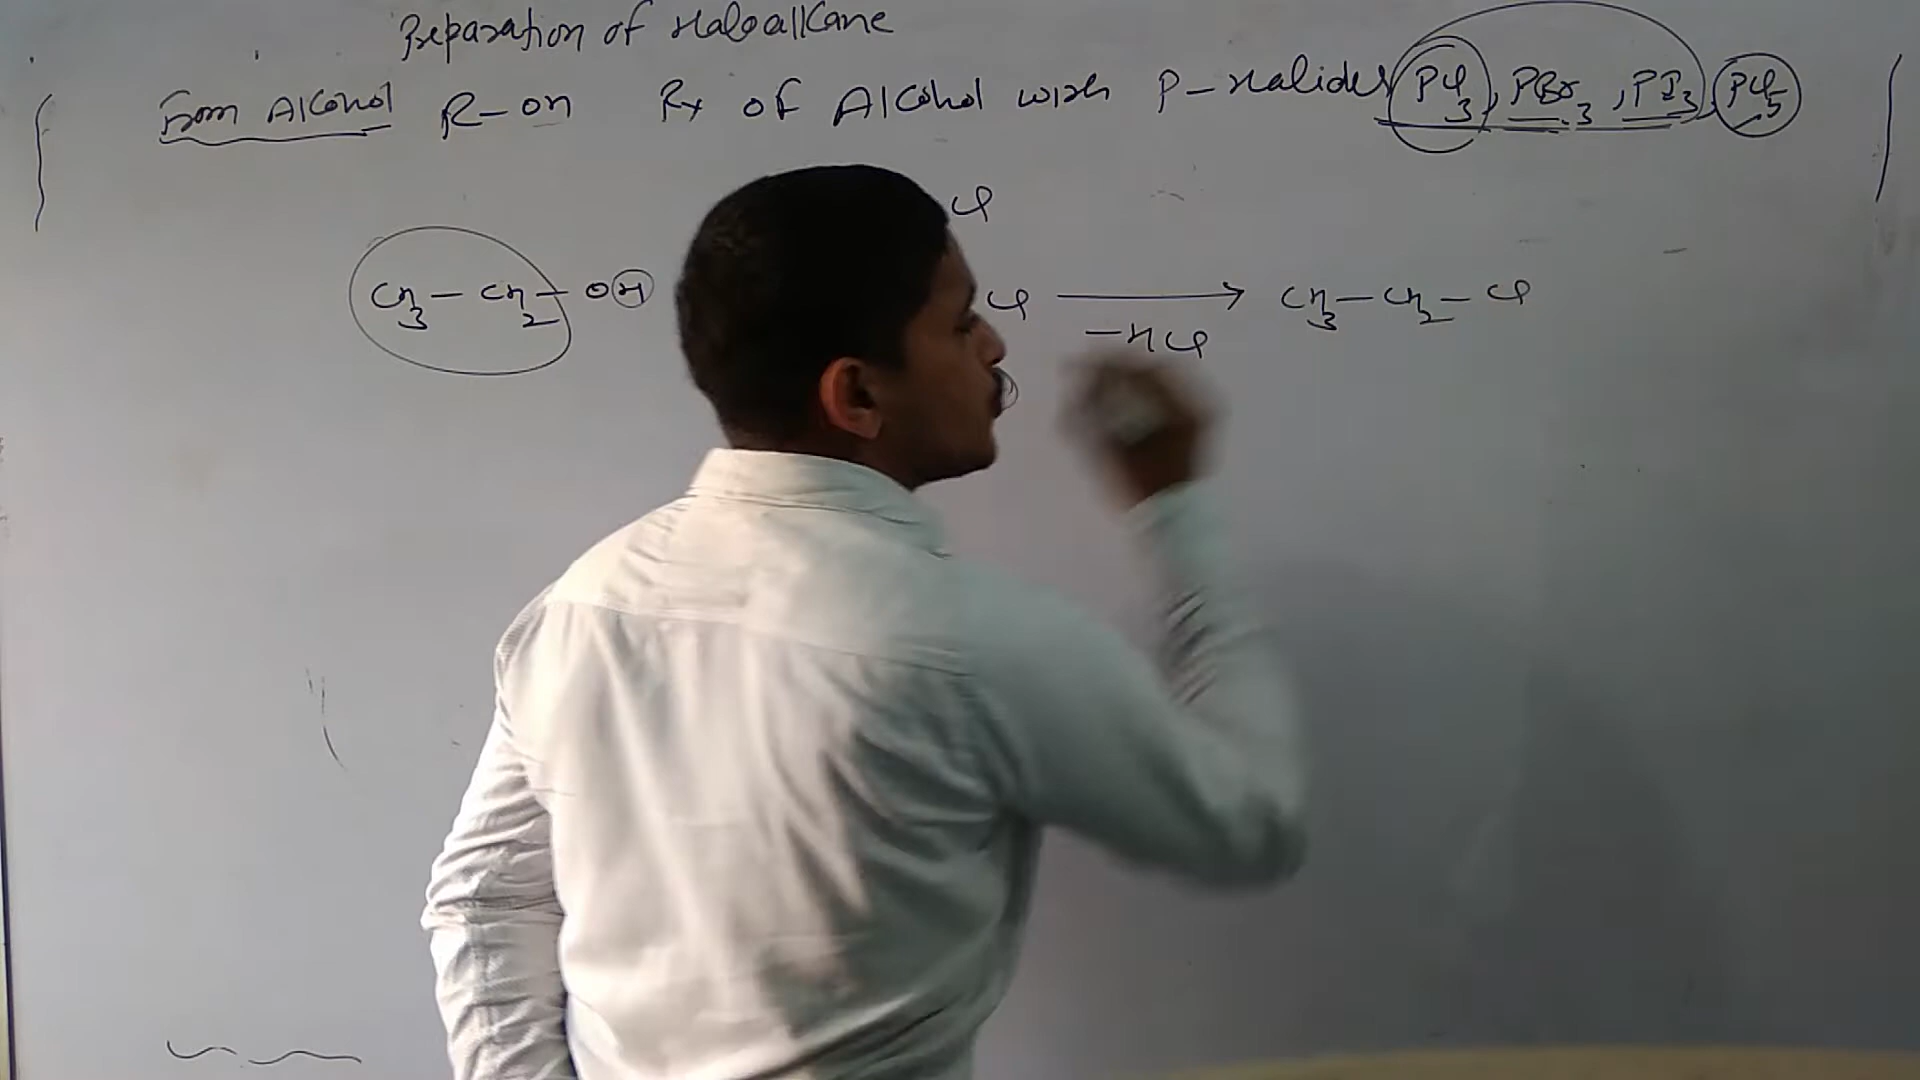 Preparation of Haloalkane
From Alcohol R-OH Rx of Alcohol with P-Halides PCl3, PBr3, PI3, PCl5
Cl
CH3-CH2-OH Cl → CH3-CH2-Cl
-HCl